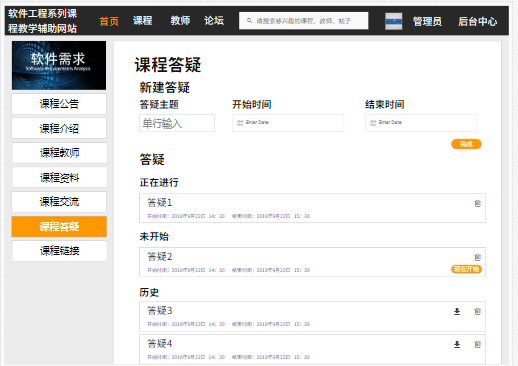 软件工程系列课
程教学辅助网站
首页 课程 教师 论坛
请搜索感兴趣的课程、教师、帖子
管理员 后台中心
软件需求
Software Requirements Analysis
课程公告
课程介绍
课程教师
课程资料
课程交流
课程答疑
课程链接
课程答疑
新建答疑
答疑主题 开始时间 结束时间
单行输入 Enter Date Enter Date
完成
答疑
正在进行
答疑1
开始时间：2018年9月22日 14：30 结束时间：2018年9月22日 15：30
未开始
答疑2
开始时间：2018年9月22日 14：30 结束时间：2018年9月22日 15：30
现在开始
历史
答疑3
开始时间：2018年9月22日 14：30 结束时间：2018年9月22日 15：30
答疑4
开始时间：2018年9月22日 14：30 结束时间：2018年9月22日 15：30